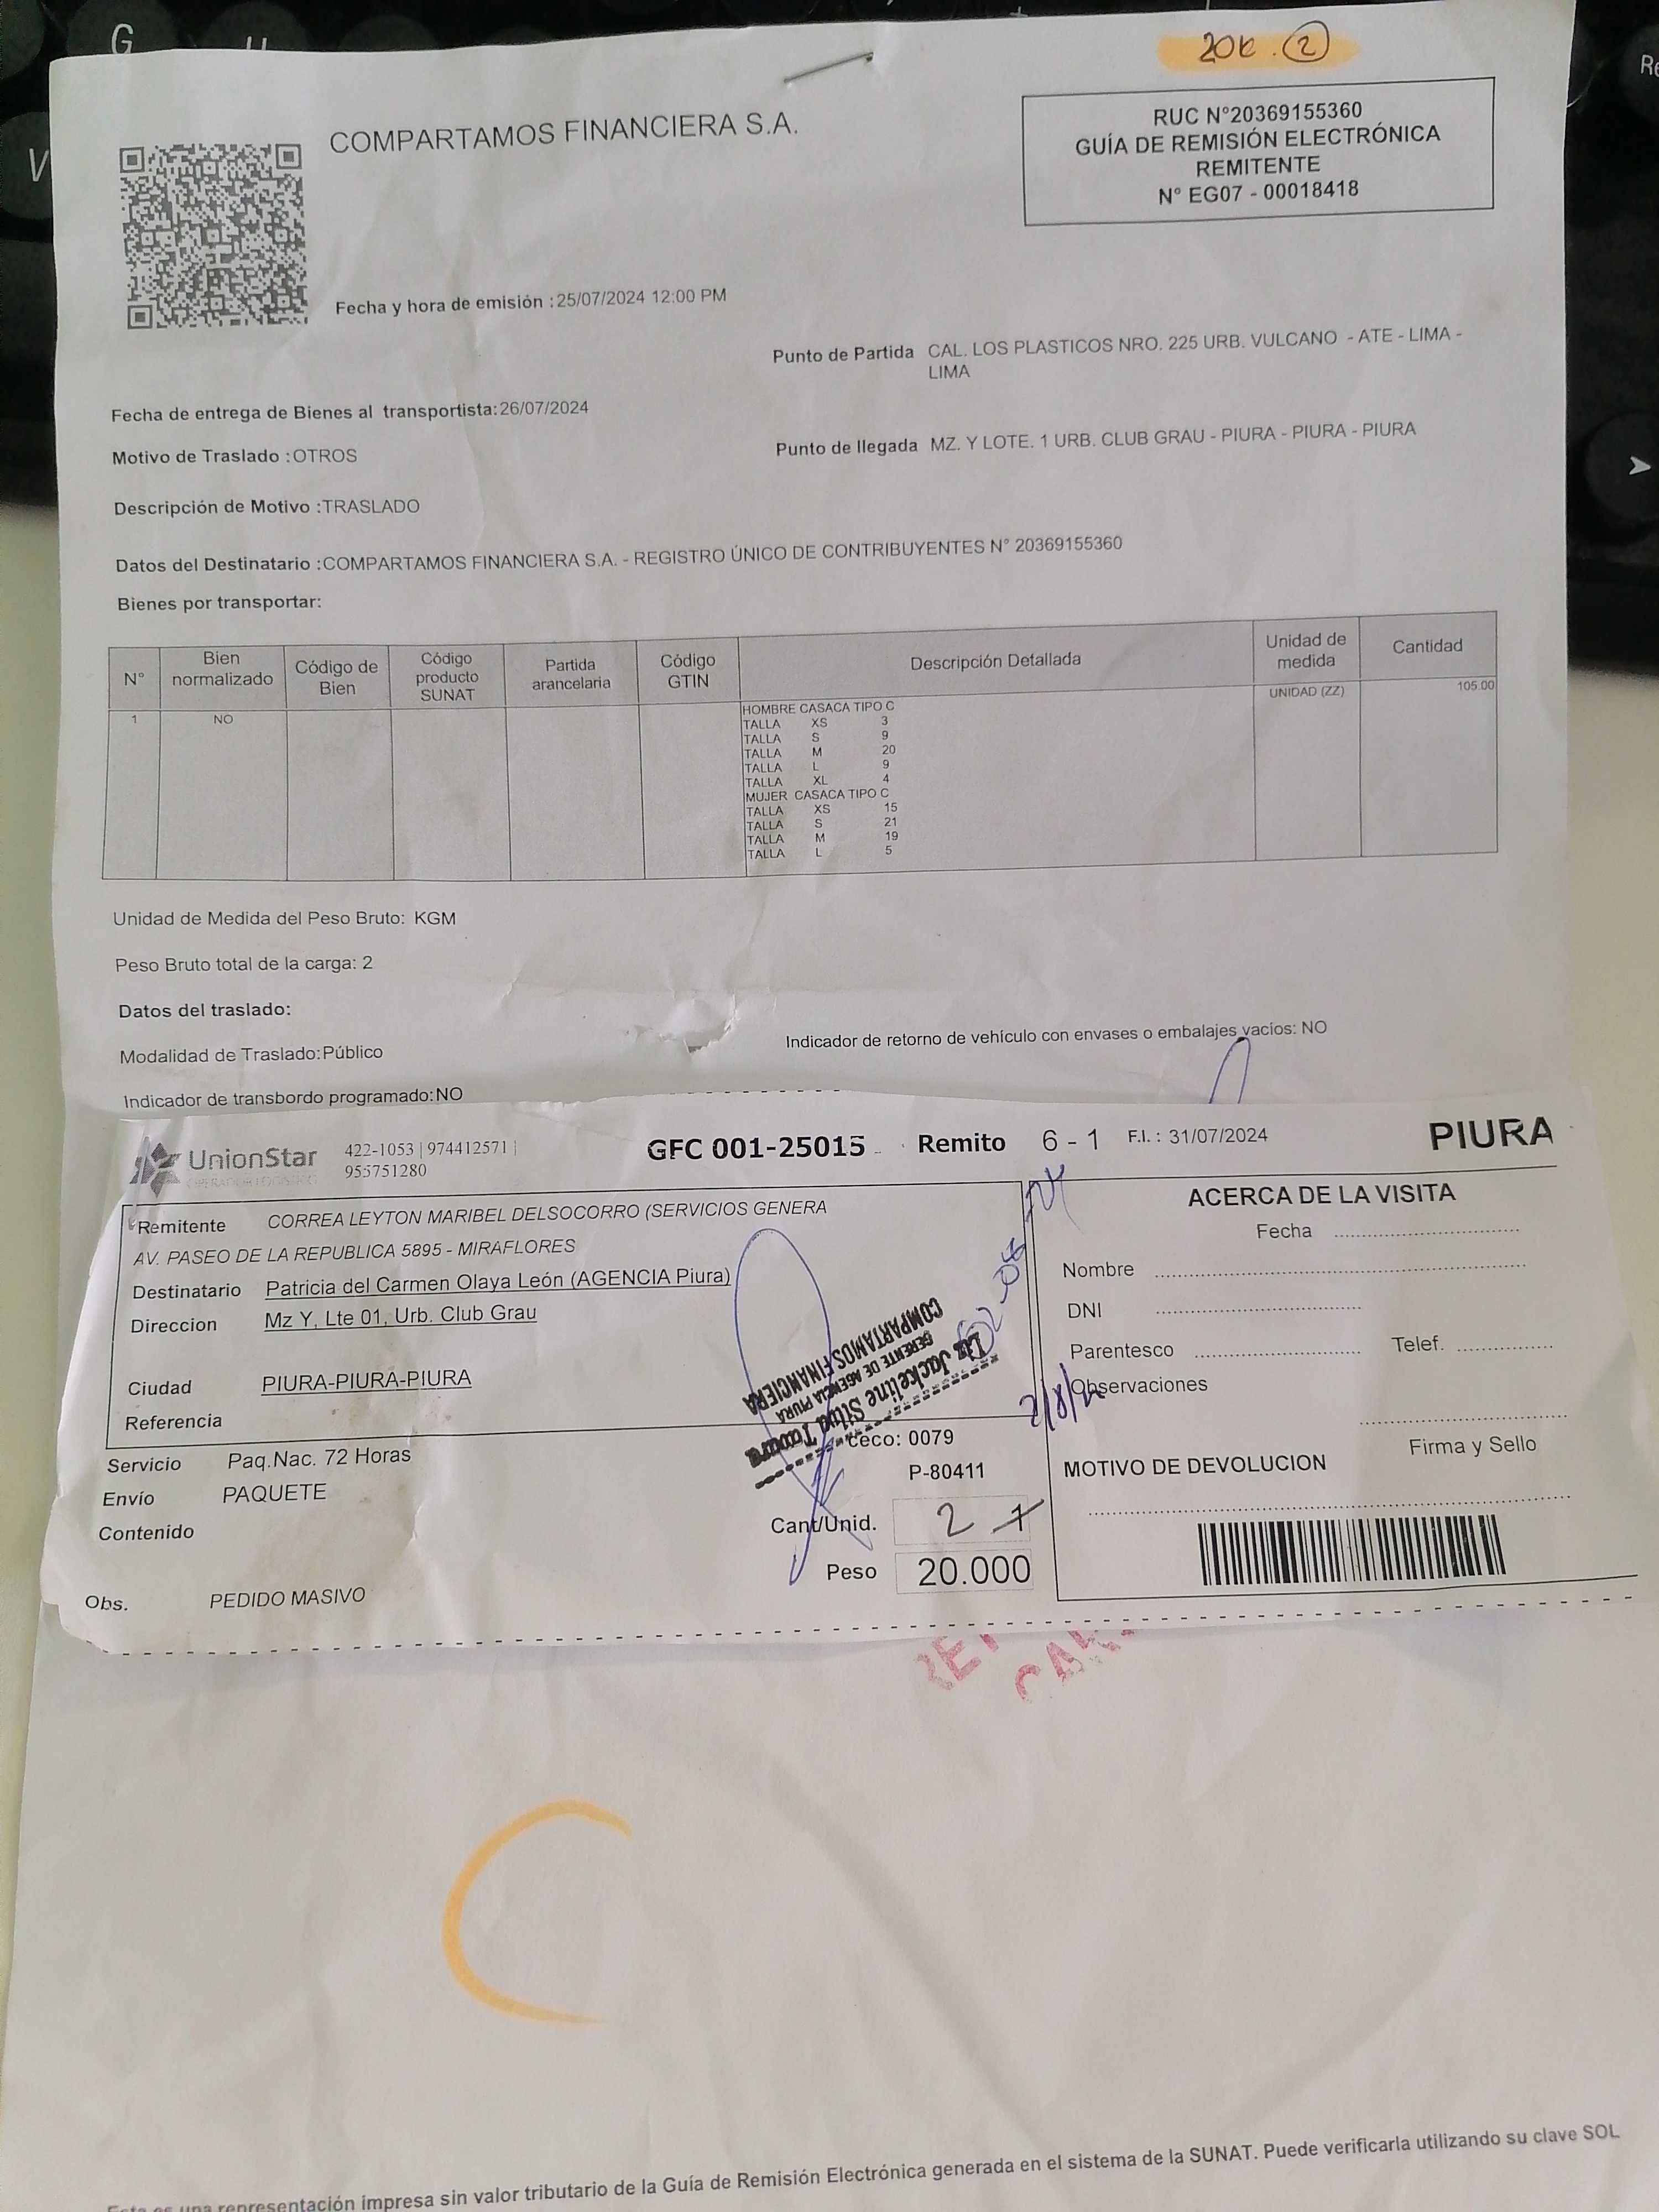 20k. 2
COMPARTAMOS FINANCIERA S.A.
RUC N°20369155360
GUÍA DE REMISIÓN ELECTRÓNICA
REMITENTE
N° EG07 - 00018418
Fecha y hora de emisión :25/07/2024 12:00 PM
Punto de Partida CAL. LOS PLASTICOS NRO. 225 URB. VULCANO - ATE - LIMA -
LIMA
Fecha de entrega de Bienes al transportista:26/07/2024
Motivo de Traslado :OTROS
Punto de llegada MZ. Y LOTE. 1 URB. CLUB GRAU - PIURA - PIURA - PIURA
Descripción de Motivo :TRASLADO
Datos del Destinatario :COMPARTAMOS FINANCIERA S.A. - REGISTRO ÚNICO DE CONTRIBUYENTES N° 20369155360
Bienes por transportar:
N° Bien normalizado Código de Bien Código producto SUNAT Partida arancelaria Código GTIN Descripción Detallada Unidad de medida Cantidad
1 NO HOMBRE CASACA TIPO C UNIDAD (ZZ) 105.00
TALLA XS 3
TALLA S 9
TALLA M 20
TALLA L 9
TALLA XL 4
MUJER CASACA TIPO C
TALLA XS 15
TALLA S 21
TALLA M 19
TALLA L 5
Unidad de Medida del Peso Bruto: KGM
Peso Bruto total de la carga: 2
Datos del traslado:
Indicador de retorno de vehículo con envases o embalajes vacíos: NO
Modalidad de Traslado:Público
Indicador de transbordo programado:NO
UnionStar
OPERADOR LOGISTICO
422-1053 | 974412571 |
955751280
GFC 001-25015 Remito 6 - 1 F.I. : 31/07/2024 PIURA
Remitente CORREA LEYTON MARIBEL DELSOCORRO (SERVICIOS GENERA
AV. PASEO DE LA REPUBLICA 5895 - MIRAFLORES
Destinatario Patricia del Carmen Olaya León (AGENCIA Piura)
Direccion Mz Y, Lte 01, Urb. Club Grau
Ciudad PIURA-PIURA-PIURA
Referencia
Servicio Paq.Nac. 72 Horas
Envío PAQUETE
Contenido
Obs. PEDIDO MASIVO
Jackeline Silva
GERENTE DE AGENCIA PIURA
COMPARTAMOS FINANCIERA
ceco: 0079
P-80411
Cant/Unid. 2 1
Peso 20.000
ACERCA DE LA VISITA
Fecha
Nombre
DNI
Parentesco Telef.
Observaciones
Firma y Sello
MOTIVO DE DEVOLUCION
C
Esta es una representación impresa sin valor tributario de la Guía de Remisión Electrónica generada en el sistema de la SUNAT. Puede verificarla utilizando su clave SOL